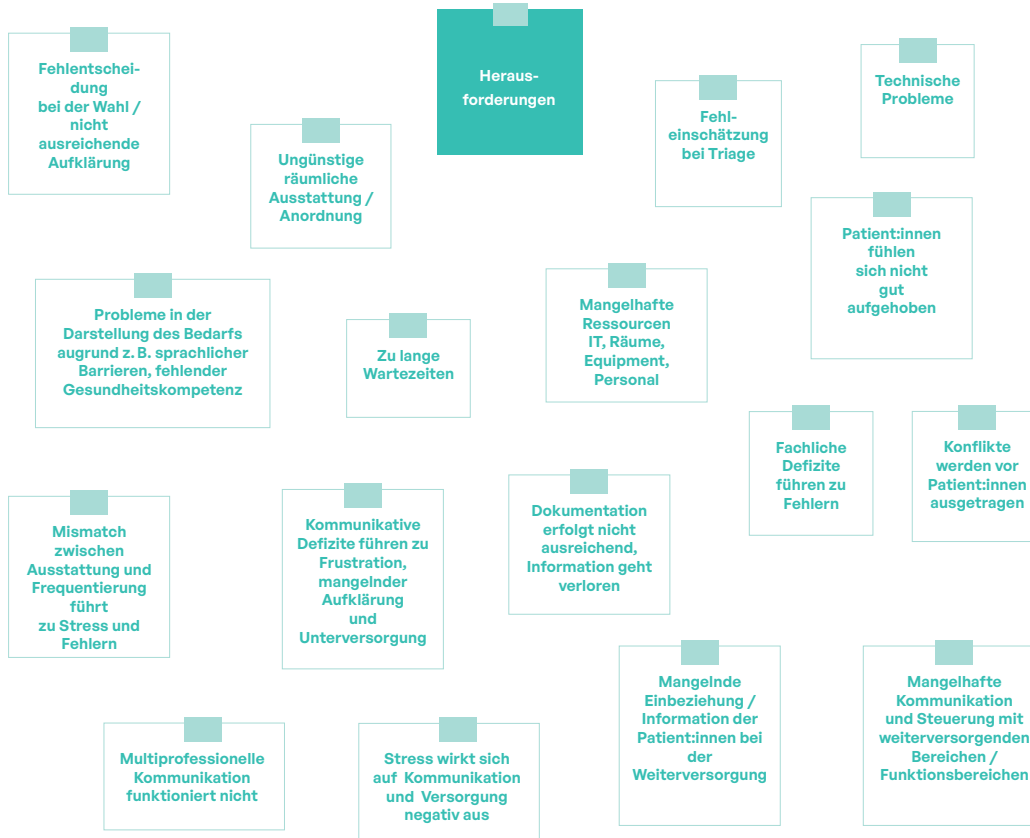 Heraus-
forderungen
Fehlentschei-
dung
bei der Wahl /
nicht
ausreichende
Aufklärung
Ungünstige
räumliche
Ausstattung /
Anordnung
Fehl-
einschätzung
bei Triage
Technische
Probleme
Patient:innen
fühlen
sich nicht
gut
aufgehoben
Probleme in der
Darstellung des Bedarfs
augrund z. B. sprachlicher
Barrieren, fehlender
Gesundheitskompetenz
Zu lange
Wartezeiten
Mangelhafte
Ressourcen
IT, Räume,
Equipment,
Personal
Fachliche
Defizite
führen zu
Fehlern
Konflikte
werden vor
Patient:innen
ausgetragen
Mismatch
zwischen
Ausstattung und
Frequentierung
führt
zu Stress und
Fehlern
Kommunikative
Defizite führen zu
Frustration,
mangelnder
Aufklärung
und
Unterversorgung
Dokumentation
erfolgt nicht
ausreichend,
Information geht
verloren
Mangelnde
Einbeziehung /
Information der
Patient:innen bei
der
Weiterversorgung
Mangelhafte
Kommunikation
und Steuerung mit
weiterversorgenden
Bereichen /
Funktionsbereichen
Multiprofessionelle
Kommunikation
funktioniert nicht
Stress wirkt sich
auf Kommunikation
und Versorgung
negativ aus